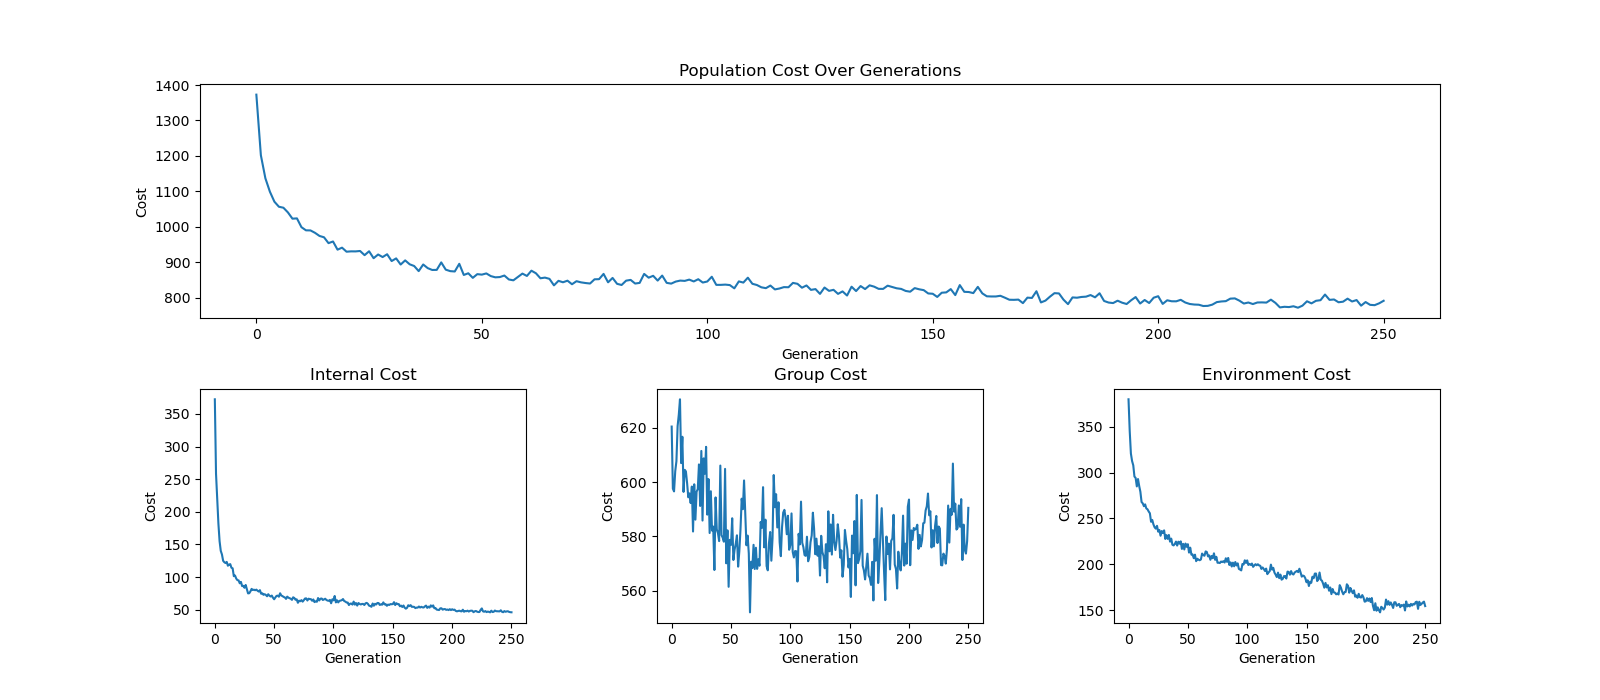 Population Cost Over Generations
1400
1300
1200
1100
1000
900
800
Cost
0 50 100 150 200 250
Generation
Internal Cost
350
300
250
200
150
100
50
Cost
0 50 100 150 200 250
Generation
Group Cost
620
600
580
560
Cost
0 50 100 150 200 250
Generation
Environment Cost
350
300
250
200
150
Cost
0 50 100 150 200 250
Generation